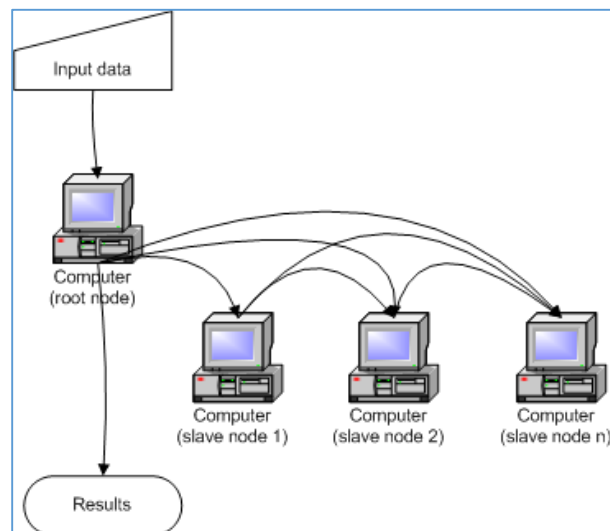 Input data
Computer
(root node)
Computer
(slave node 1)
Computer
(slave node 2)
Computer
(slave node n)
Results